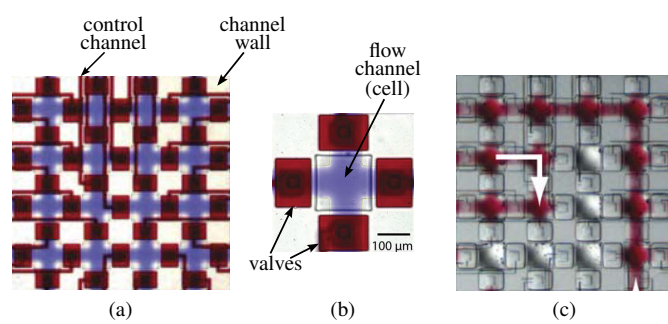 control
channel
channel
wall
flow
channel
(cell)
100 μm
valves
(a)
(b)
(c)